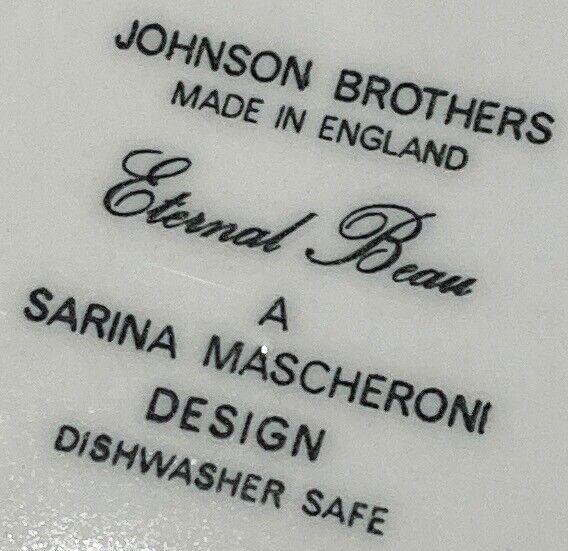 JOHNSON BROTHERS
MADE IN ENGLAND
Eternal Beau
A
SARINA MASCHERONI
DESIGN
DISHWASHER SAFE